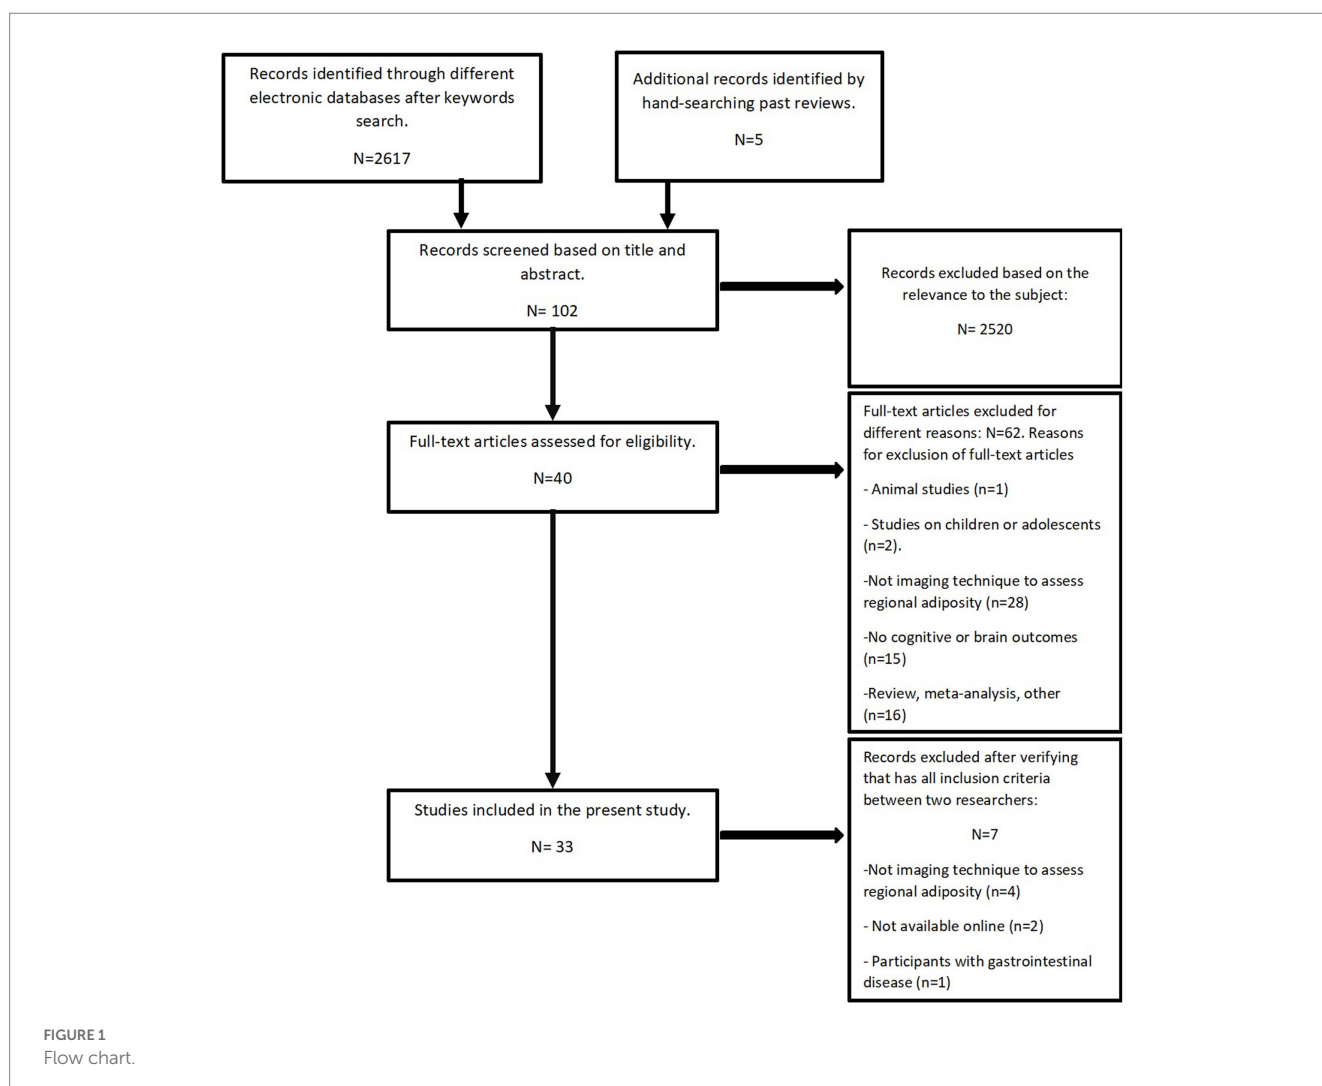 Records identified through different
electronic databases after keywords
search.
N=2617
Additional records identified by
hand-searching past reviews.
N=5
Records screened based on title and
abstract.
N= 102
Records excluded based on the
relevance to the subject:
N= 2520
Full-text articles assessed for eligibility.
N=40
Full-text articles excluded for
different reasons: N=62. Reasons
for exclusion of full-text articles
- Animal studies (n=1)
- Studies on children or adolescents
(n=2).
-Not imaging technique to assess
regional adiposity (n=28)
-No cognitive or brain outcomes
(n=15)
-Review, meta-analysis, other
(n=16)
Studies included in the present study.
N= 33
Records excluded after verifying
that has all inclusion criteria
between two researchers:
N=7
-Not imaging technique to assess
regional adiposity (n=4)
- Not available online (n=2)
- Participants with gastrointestinal
disease (n=1)
FIGURE 1
Flow chart.